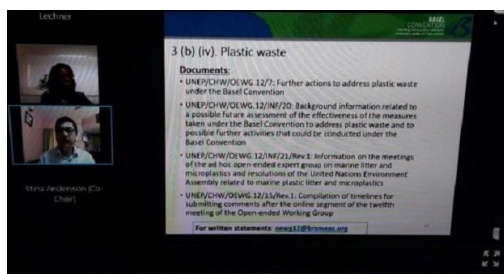 Lechner
BASEL
CONVENTION
3 (b) (iv). Plastic waste
Documents:
• UNEP/CHW/OEWG.12/7: Further actions to address plastic waste
under the Basel Convention
• UNEP/CHW/OEWG.12/INF/20: Background information related to
a possible future assessment of the effectiveness of the measures
taken under the Basel Convention to address plastic waste and to
possible further activities that could be conducted under the
Basel Convention
• UNEP/CHW/OEWG.12/INF/21/Rev.1: Information on the meetings
of the ad hoc open-ended expert group on marine litter and
microplastics and resolutions of the United Nations Environment
Assembly related to marine plastic litter and microplastics
• UNEP/CHW/OEWG.12/15/Rev.1: Compilation of timelines for
submitting comments after the online segment of the twelfth
meeting of the Open-ended Working Group
For written statements: oewg12@brsmeas.org
(Co-
Chair)